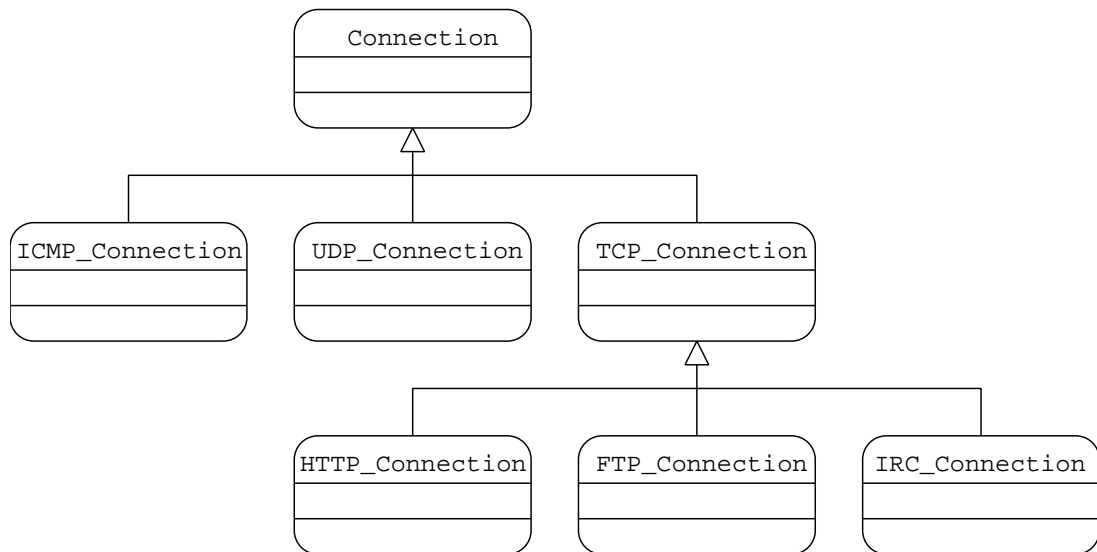 Connection
ICMP_Connection
UDP_Connection
TCP_Connection
HTTP_Connection
FTP_Connection
IRC_Connection